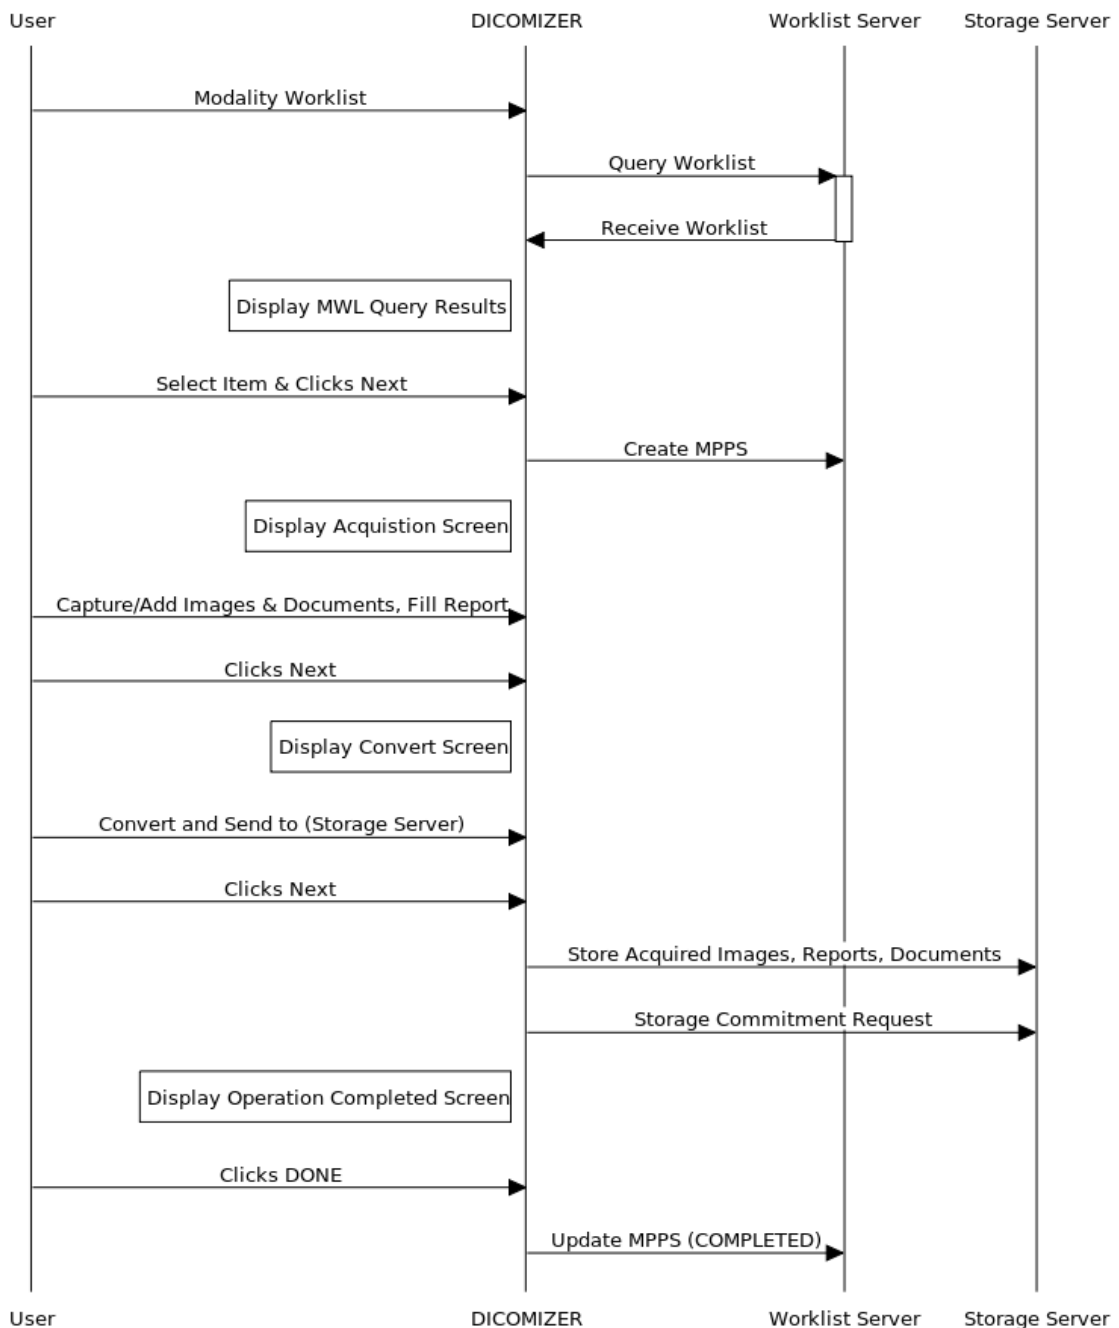 User DICOMIZER Worklist Server Storage Server
Modality Worklist
Query Worklist
Receive Worklist
Display MWL Query Results
Select Item & Clicks Next
Create MPPS
Display Acquistion Screen
Capture/Add Images & Documents, Fill Report
Clicks Next
Display Convert Screen
Convert and Send to (Storage Server)
Clicks Next
Store Acquired Images, Reports, Documents
Storage Commitment Request
Display Operation Completed Screen
Clicks DONE
Update MPPS (COMPLETED)
User DICOMIZER Worklist Server Storage Server